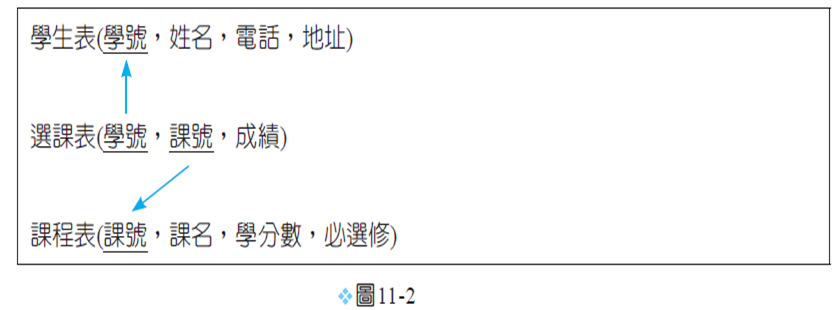 學生表(學號，姓名，電話，地址)
選課表(學號，課號，成績)
課程表(課號，課名，學分數，必選修)
❖圖11-2